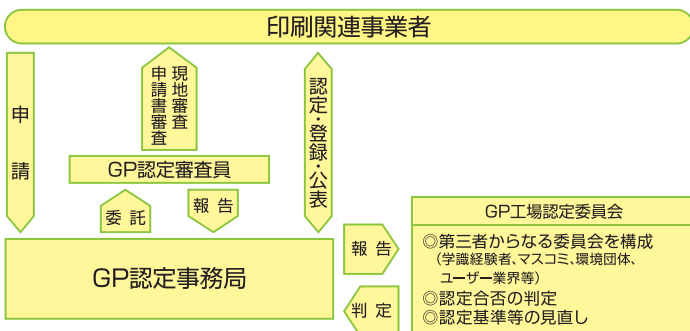 印刷関連事業者
申請
現地審査
申請書審査
認定・登録・公表
GP認定審査員
委託
報告
GP認定事務局
報告
判定
GP工場認定委員会
◎第三者からなる委員会を構成
（学識経験者、マスコミ、環境団体、
ユーザー業界等）
◎認定合否の判定
◎認定基準等の見直し